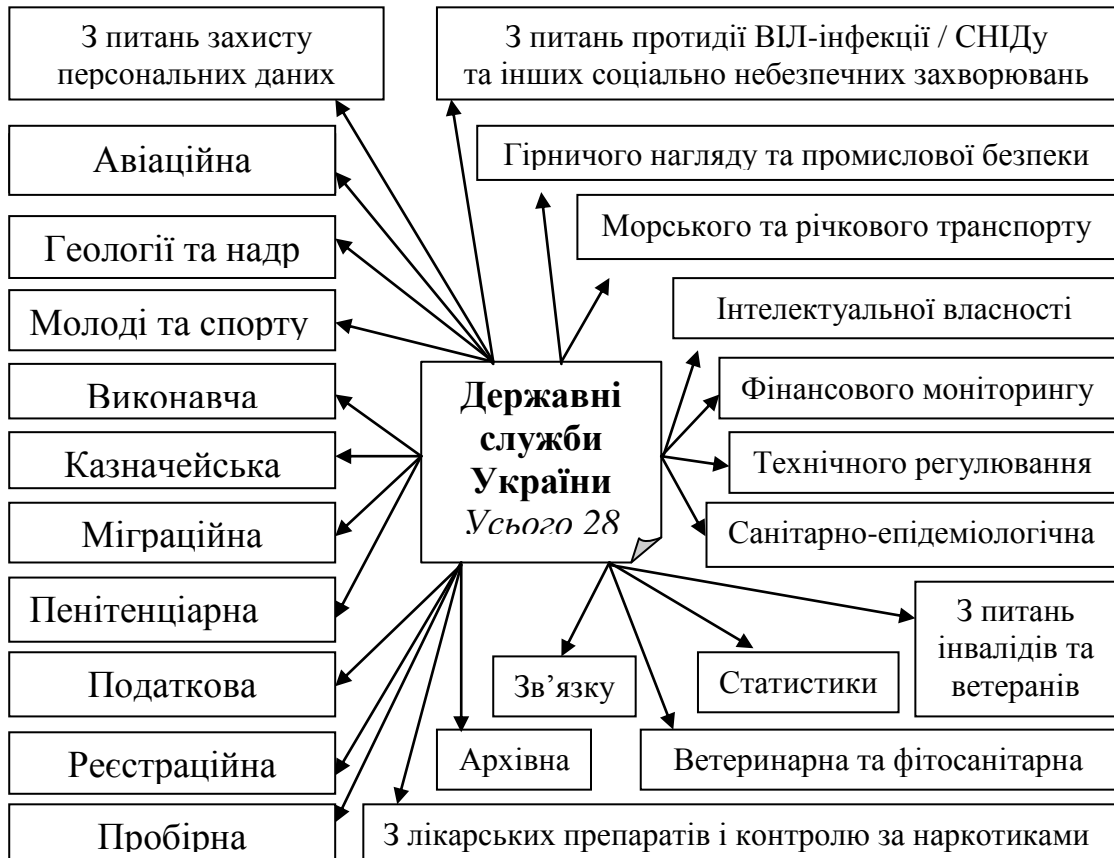 З питань захисту
персональних даних
З питань протидії ВІЛ-інфекції / СНІДу
та інших соціально небезпечних захворювань
Авіаційна
Гірничого нагляду та промислової безпеки
Геології та надр
Морського та річкового транспорту
Молоді та спорту
Інтелектуальної власності
Виконавча
Фінансового моніторингу
Казначейська
Технічного регулювання
Міграційна
Санітарно-епідеміологічна
Державні
служби
України
Усього 28
Пенітенціарна
З питань
інвалідів та
ветеранів
Податкова
Зв’язку
Статистики
Реєстраційна
Архівна
Ветеринарна та фітосанітарна
Пробірна
З лікарських препаратів і контролю за наркотиками